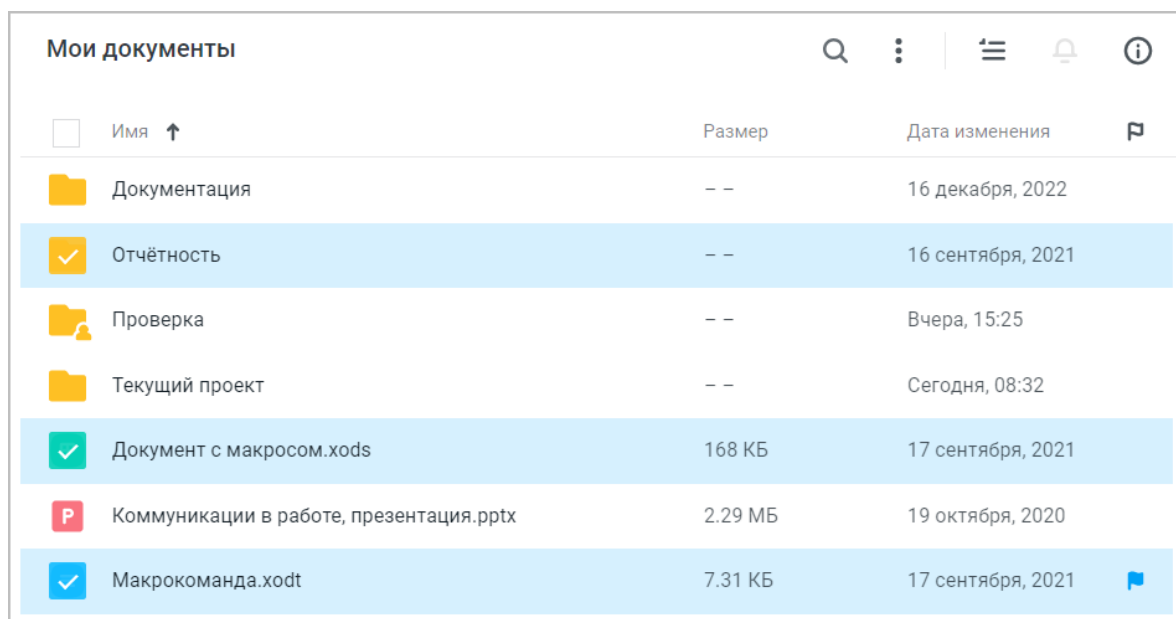 Мои документы
Имя Размер Дата изменения
Документация – – 16 декабря, 2022
Отчётность – – 16 сентября, 2021
Проверка – – Вчера, 15:25
Текущий проект – – Сегодня, 08:32
Документ с макросом.xods 168 КБ 17 сентября, 2021
P Коммуникации в работе, презентация.pptx 2.29 МБ 19 октября, 2020
Макрокоманда.xodt 7.31 КБ 17 сентября, 2021